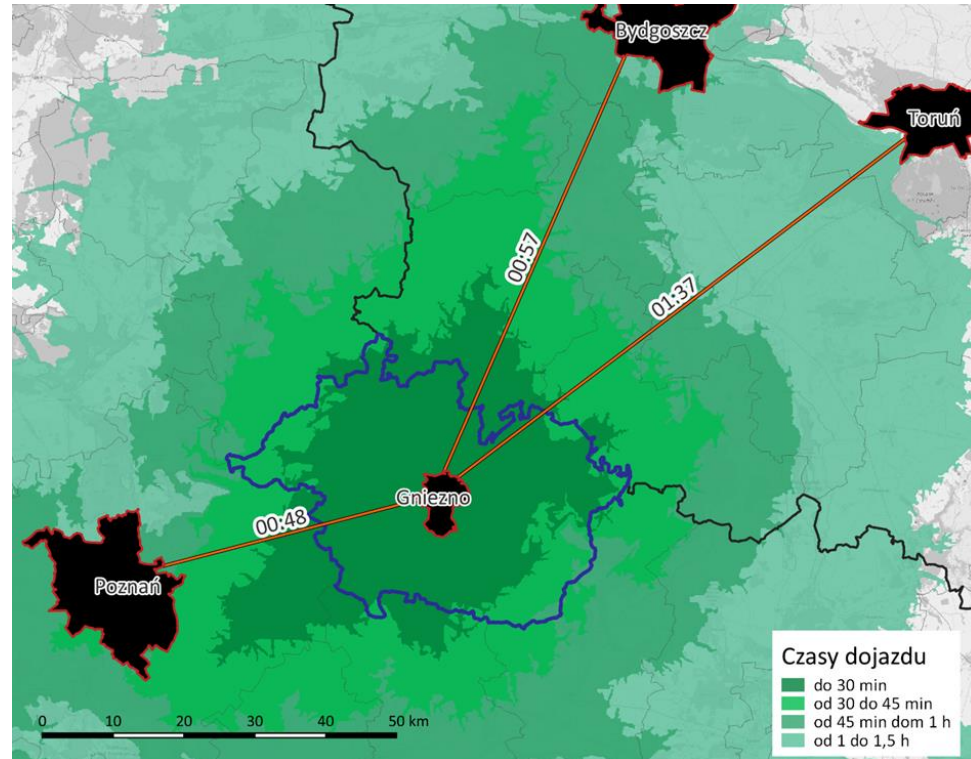 Bydgoszcz
Toruń
00:57
01:37
Gniezno
00:48
Poznań
Czasy dojazdu
do 30 min
od 30 do 45 min
od 45 min dom 1 h
od 1 do 1,5 h
0 10 20 30 40 50 km